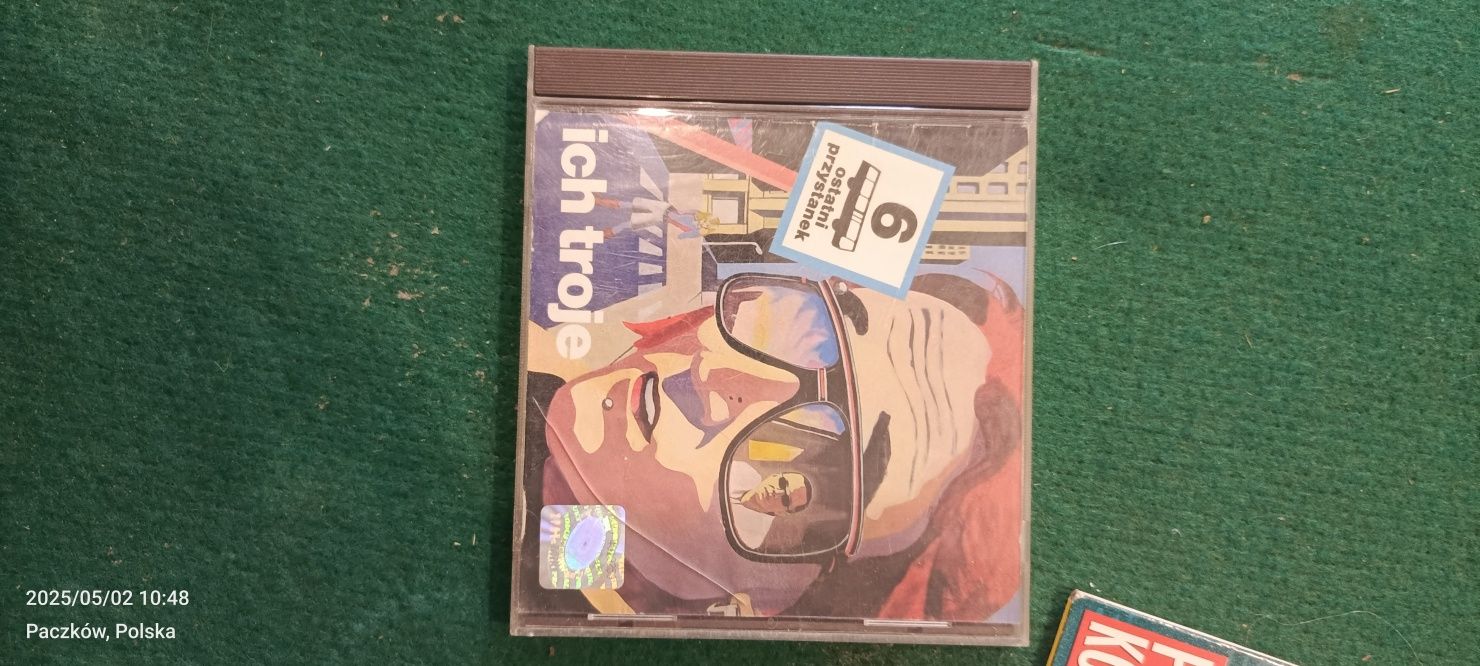 ich troje
6
ostatni
przystanek
2025/05/02 10:48
Paczków, Polska